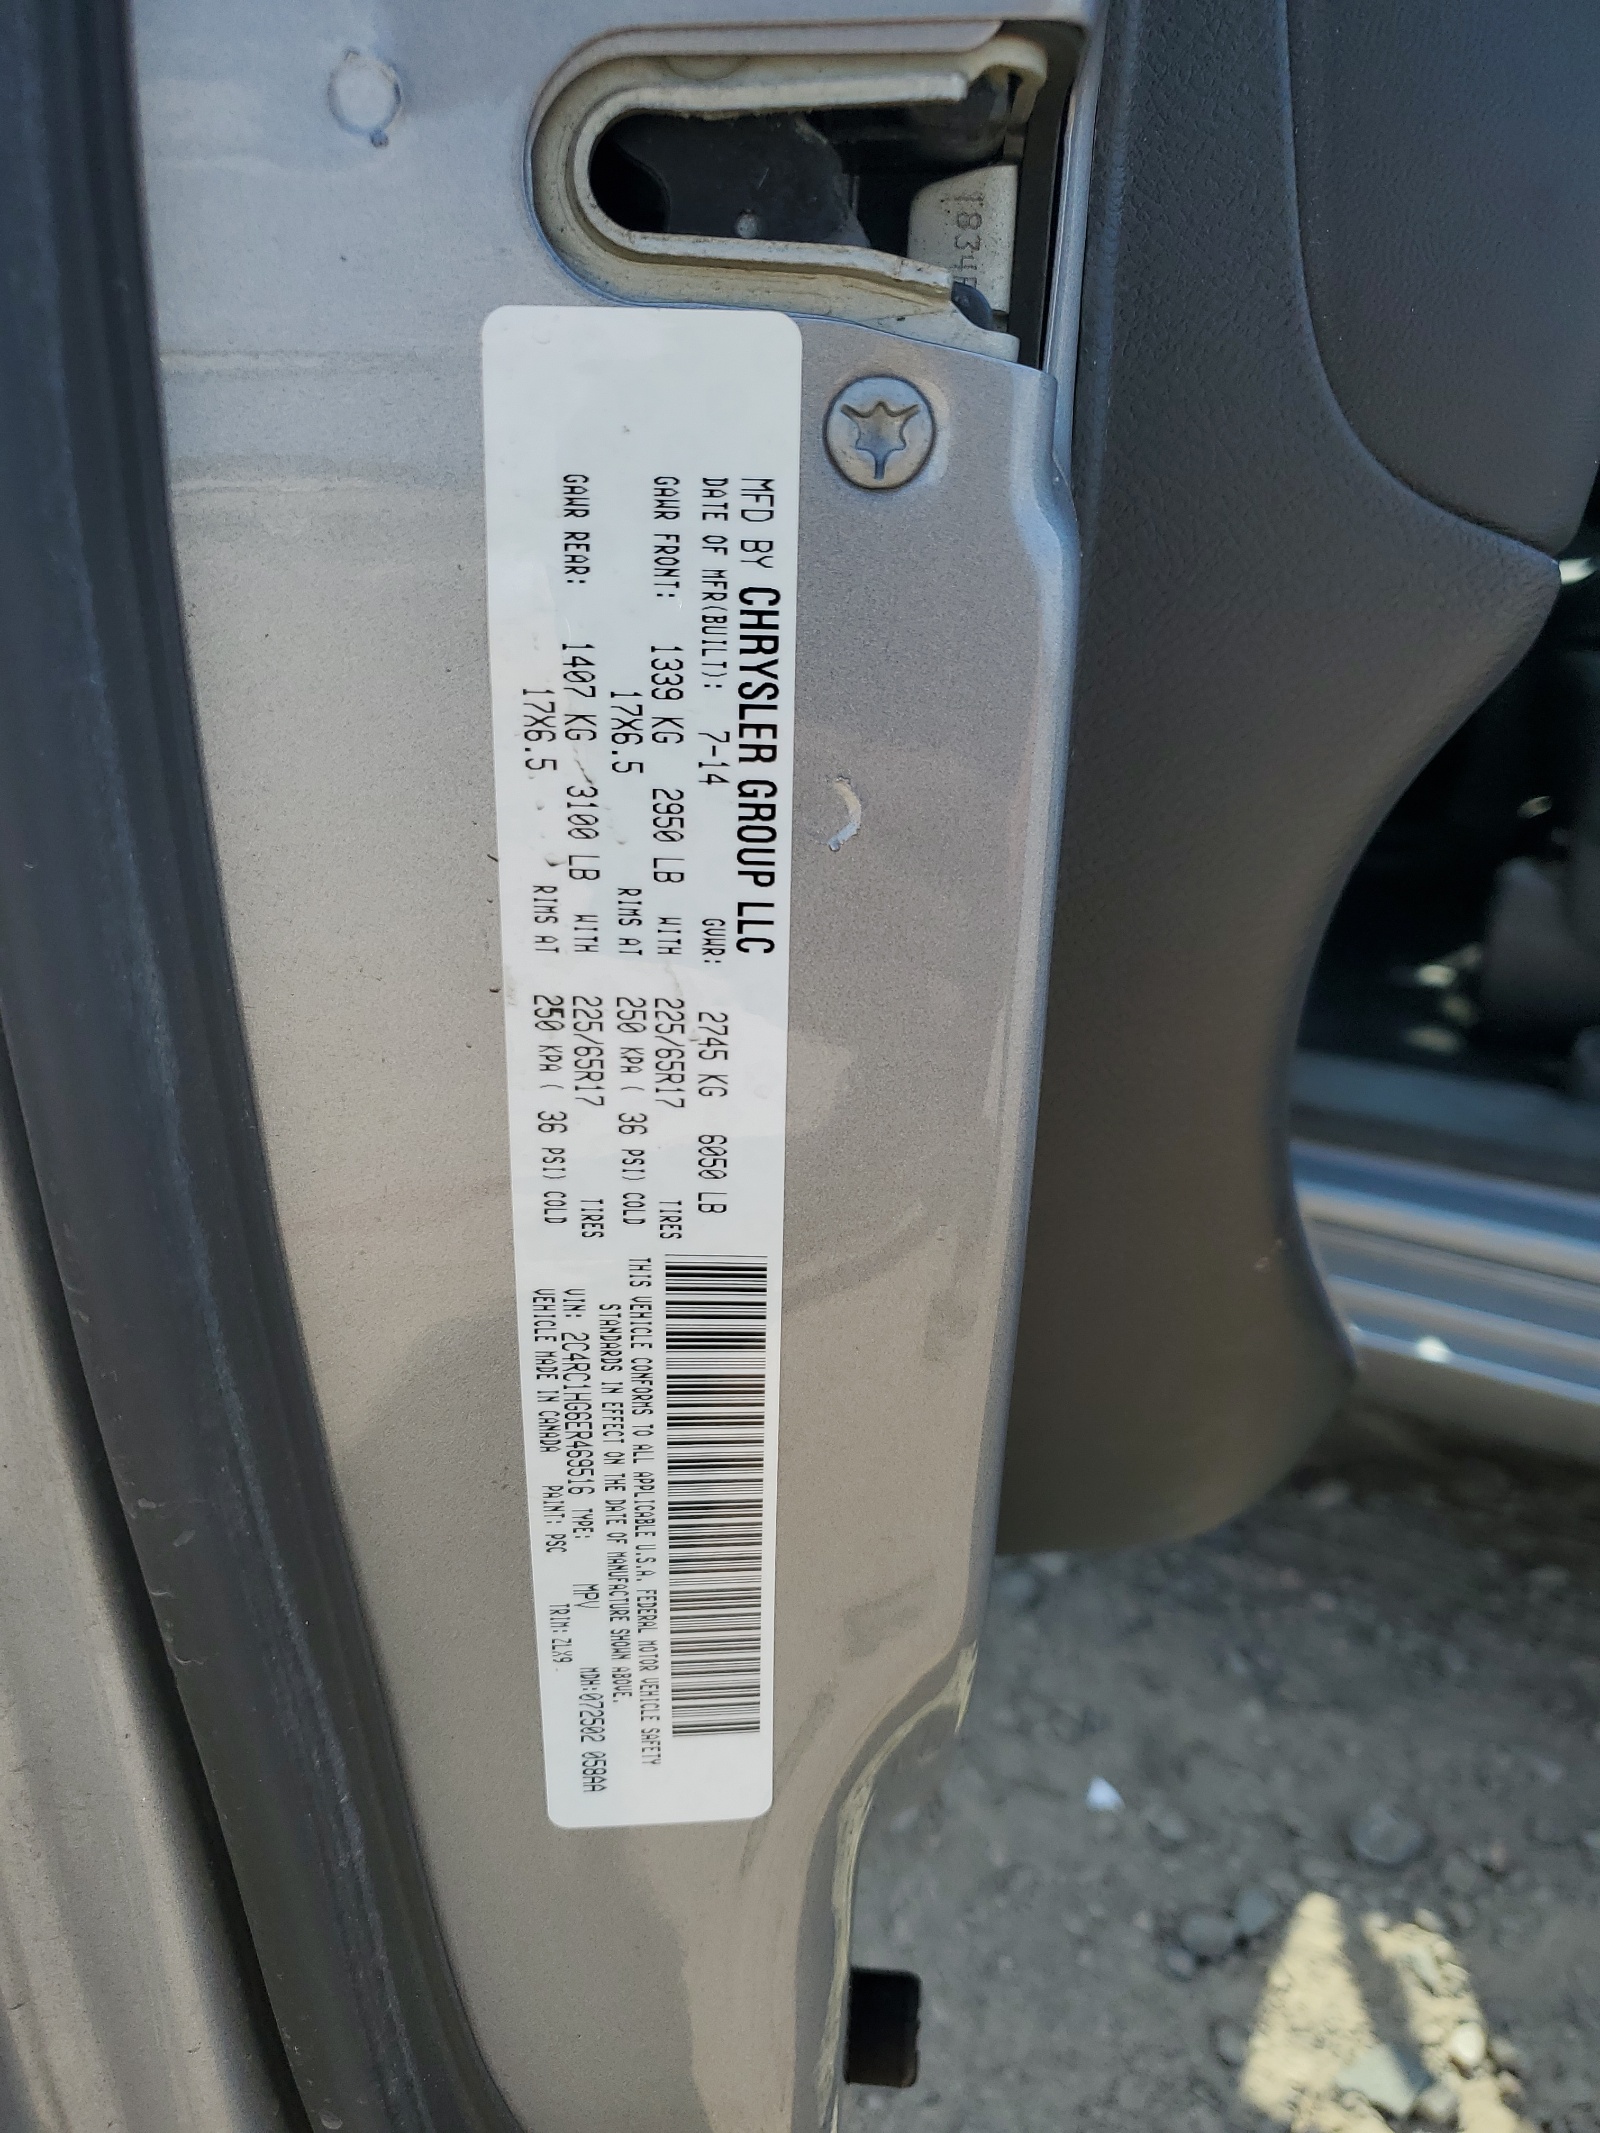 MFD BY CHRYSLER GROUP LLC
DATE OF MFR(BUILT): 7-14 GVWR: 2745 KG 6050 LB
GAWR FRONT: 1339 KG 2950 LB WITH 225/65R17 TIRES
17X6.5 RIMS AT 250 KPA ( 36 PSI) COLD
GAWR REAR: 1407 KG 3100 LB WITH 225/65R17 TIRES
17X6.5 RIMS AT 250 KPA ( 36 PSI) COLD
THIS VEHICLE CONFORMS TO ALL APPLICABLE U.S.A. FEDERAL MOTOR VEHICLE SAFETY
STANDARDS IN EFFECT ON THE DATE OF MANUFACTURE SHOWN ABOVE.
VIN: 2C4RC1HG6ER469516 TYPE: MPV MDH:072502 058AA
VEHICLE MADE IN CANADA PAINT: PSC TRIM: ZLX9